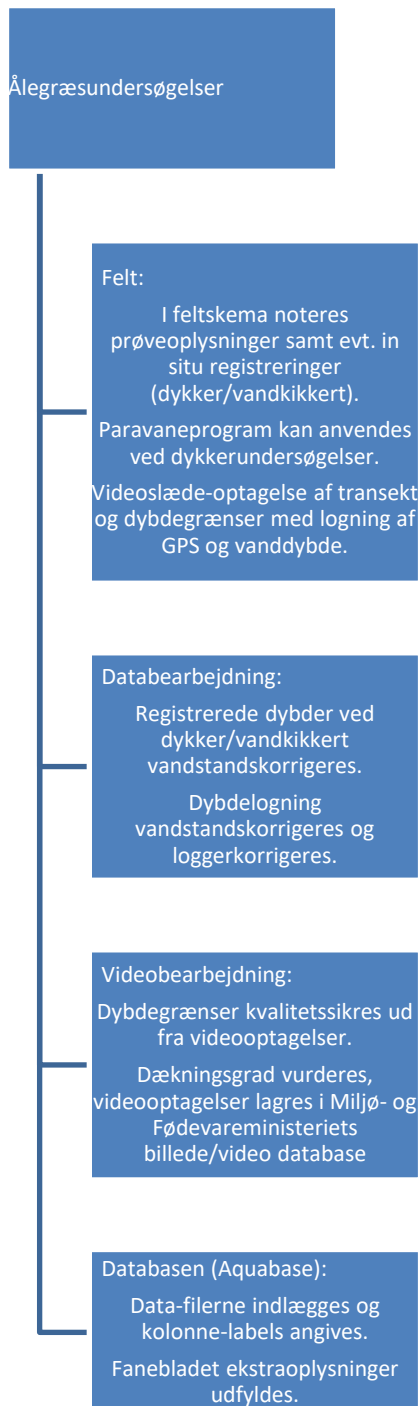 Ålegræsundersøgelser
Felt:
I feltskema noteres
prøveoplysninger samt evt. in
situ registreringer
(dykker/vandkikkert).
Paravaneprogram kan anvendes
ved dykkerundersøgelser.
Videoslæde-optagelse af transekt
og dybdegrænser med logning af
GPS og vanddybde.
Databearbejdning:
Registrerede dybder ved
dykker/vandkikkert
vandstandskorrigeres.
Dybdelogning
vandstandskorrigeres og
loggerkorrigeres.
Videobearbejdning:
Dybdegrænser kvalitetssikres ud
fra videooptagelser.
Dækningsgrad vurderes,
videooptagelser lagres i Miljø- og
Fødevareministeriets
billede/video database
Databasen (Aquabase):
Data-filerne indlægges og
kolonne-labels angives.
Fanebladet ekstraoplysninger
udfyldes.